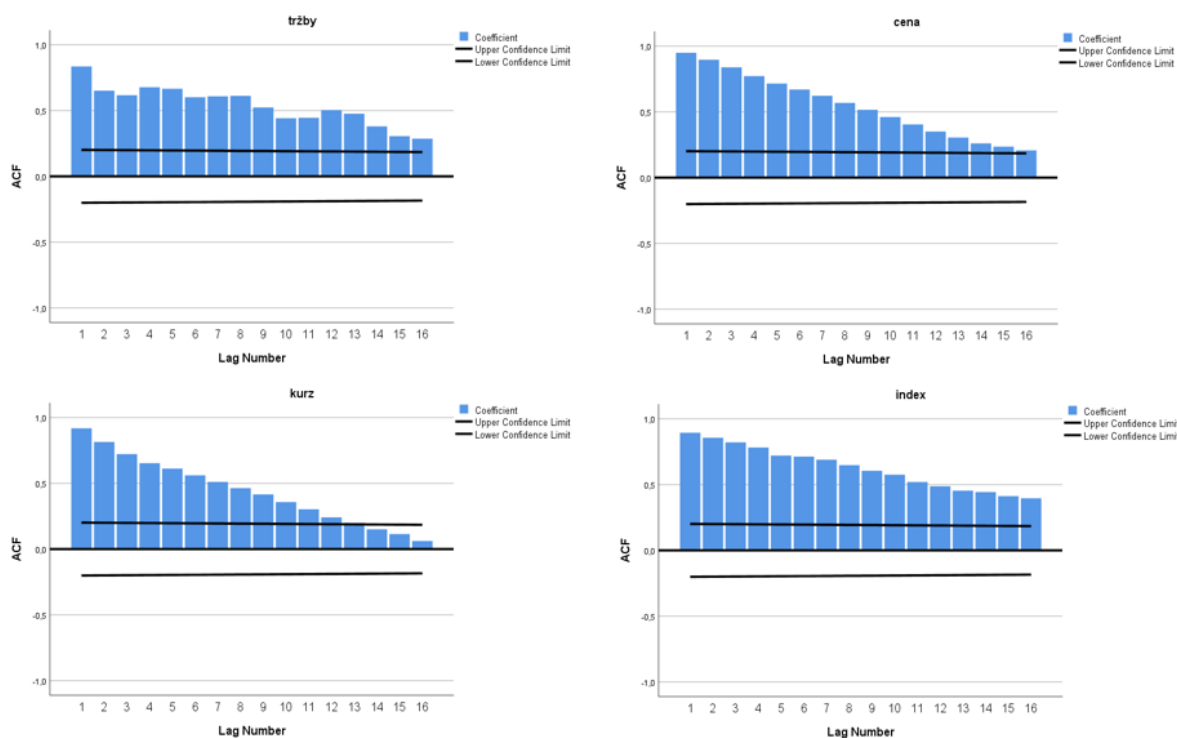 tržby
Coefficient
Upper Confidence Limit
Lower Confidence Limit
ACF
1,0
0,5
0,0
-0,5
-1,0
1 2 3 4 5 6 7 8 9 10 11 12 13 14 15 16
Lag Number
cena
Coefficient
Upper Confidence Limit
Lower Confidence Limit
ACF
1,0
0,5
0,0
-0,5
-1,0
1 2 3 4 5 6 7 8 9 10 11 12 13 14 15 16
Lag Number
kurz
Coefficient
Upper Confidence Limit
Lower Confidence Limit
ACF
1,0
0,5
0,0
-0,5
-1,0
1 2 3 4 5 6 7 8 9 10 11 12 13 14 15 16
Lag Number
index
Coefficient
Upper Confidence Limit
Lower Confidence Limit
ACF
1,0
0,5
0,0
-0,5
-1,0
1 2 3 4 5 6 7 8 9 10 11 12 13 14 15 16
Lag Number